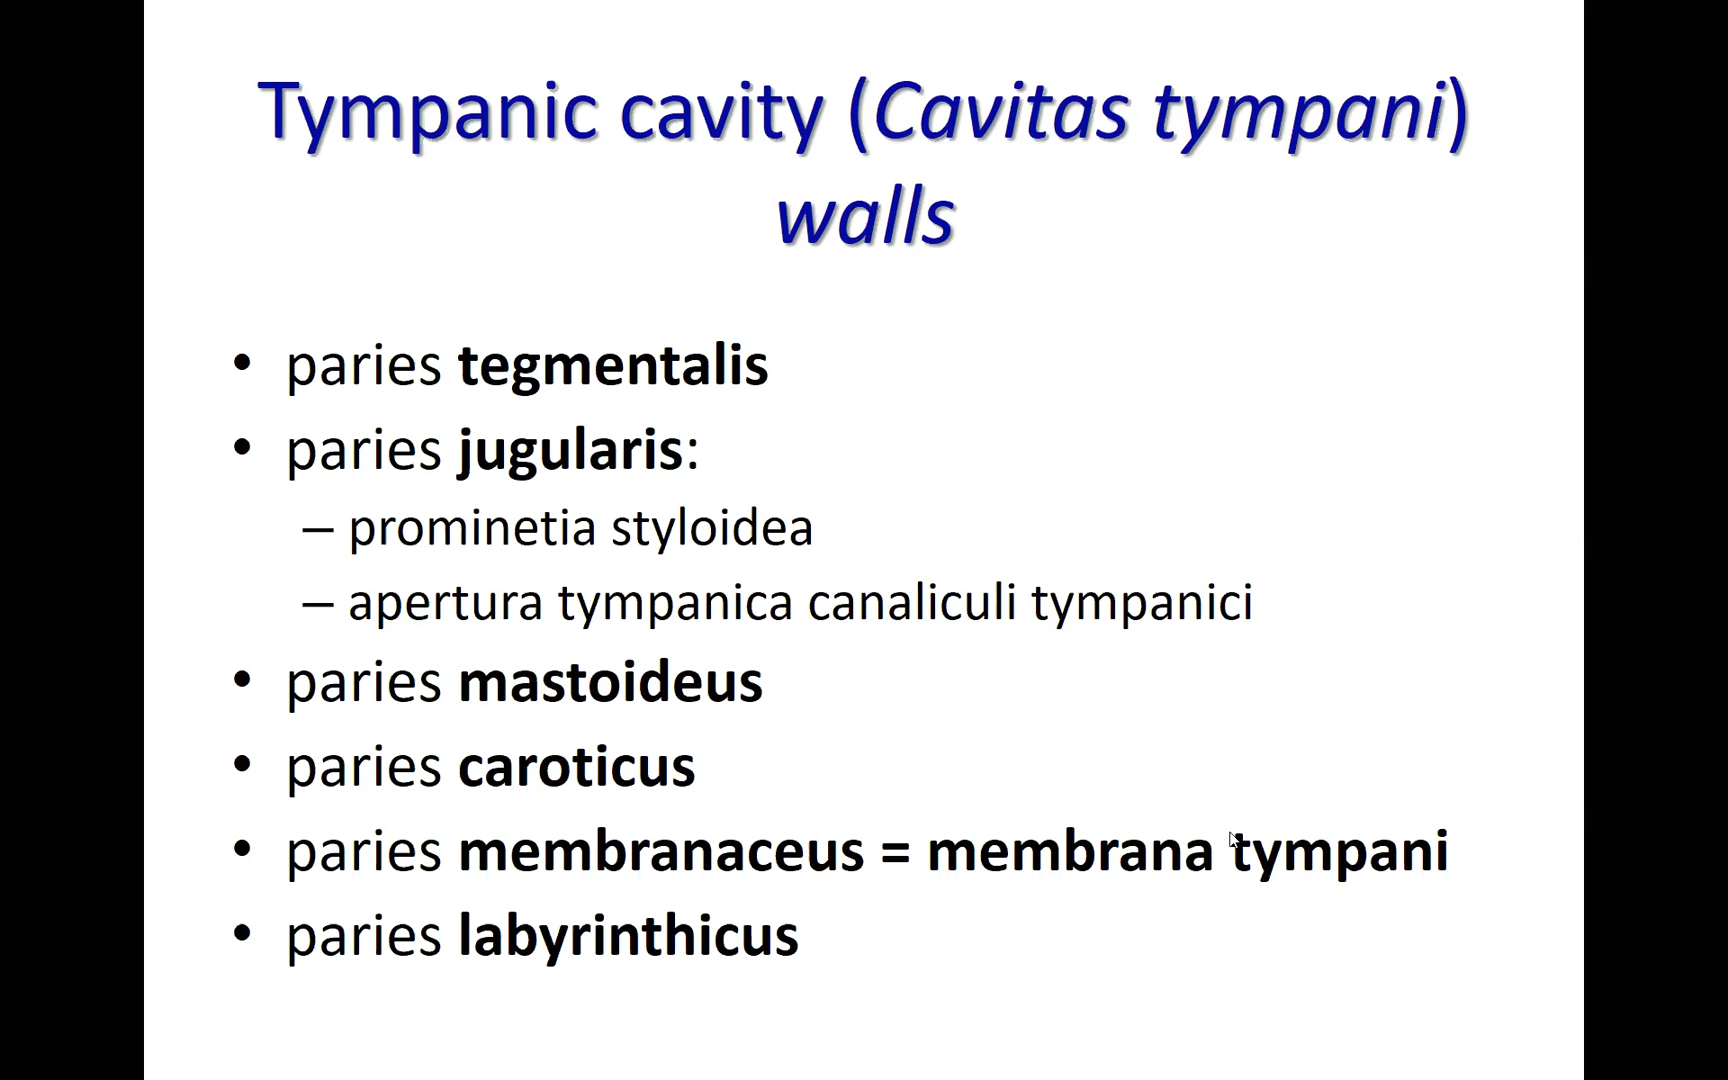 Tympanic cavity (Cavitas tympani)
walls
• paries tegmentalis
• paries jugularis:
– prominetia styloidea
– apertura tympanica canaliculi tympanici
• paries mastoideus
• paries caroticus
• paries membranaceus = membrana tympani
• paries labyrinthicus